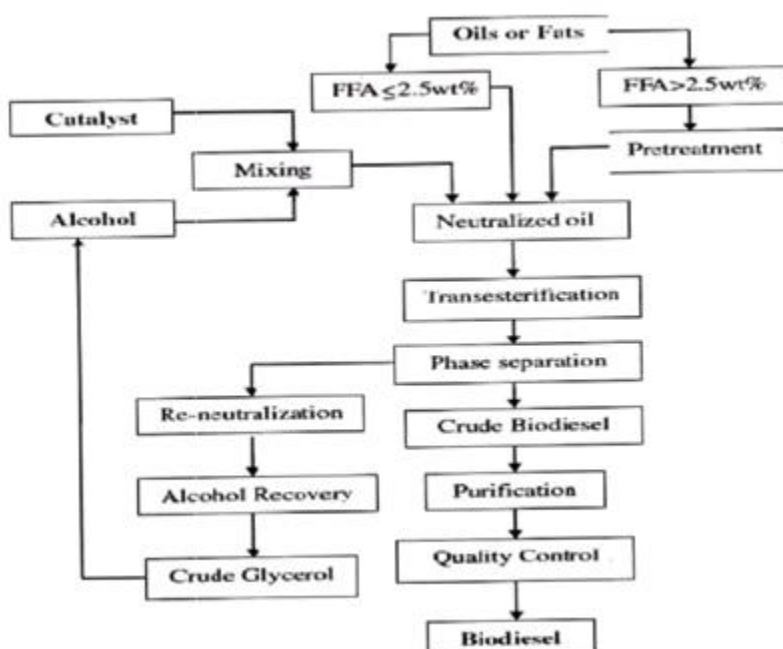 Oils or Fats
FFA ≤2.5wt%
FFA>2.5wt%
Catalyst
Pretreatment
Mixing
Alcohol
Neutralized oil
Transesterification
Phase separation
Re-neutralization
Crude Biodiesel
Alcohol Recovery
Purification
Quality Control
Crude Glycerol
Biodiesel